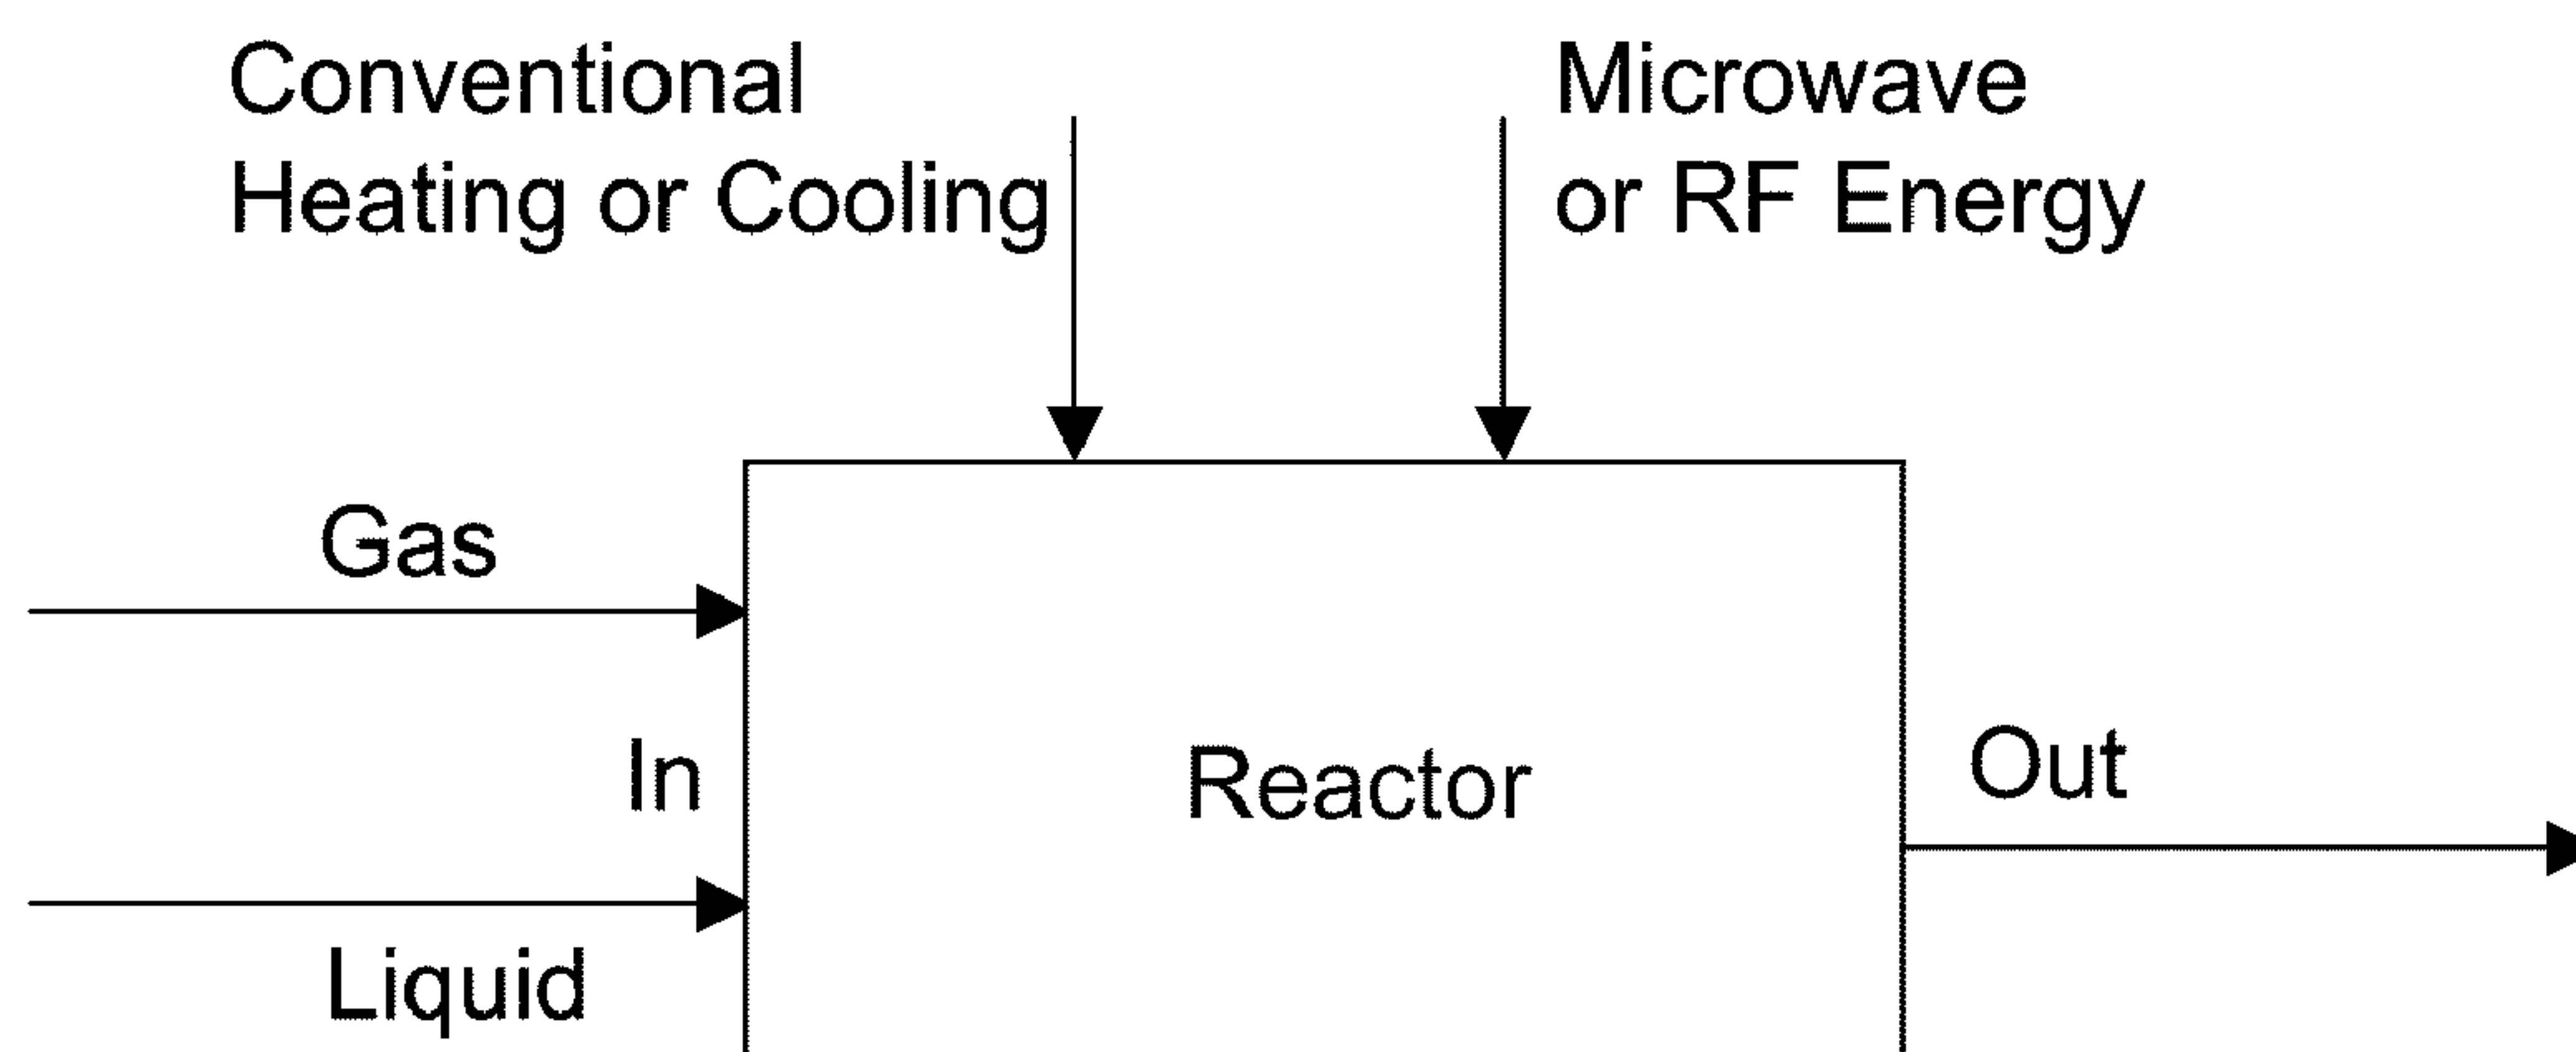 Conventional
Heating or Cooling
Microwave
or RF Energy
Gas
In
Liquid
Reactor
Out